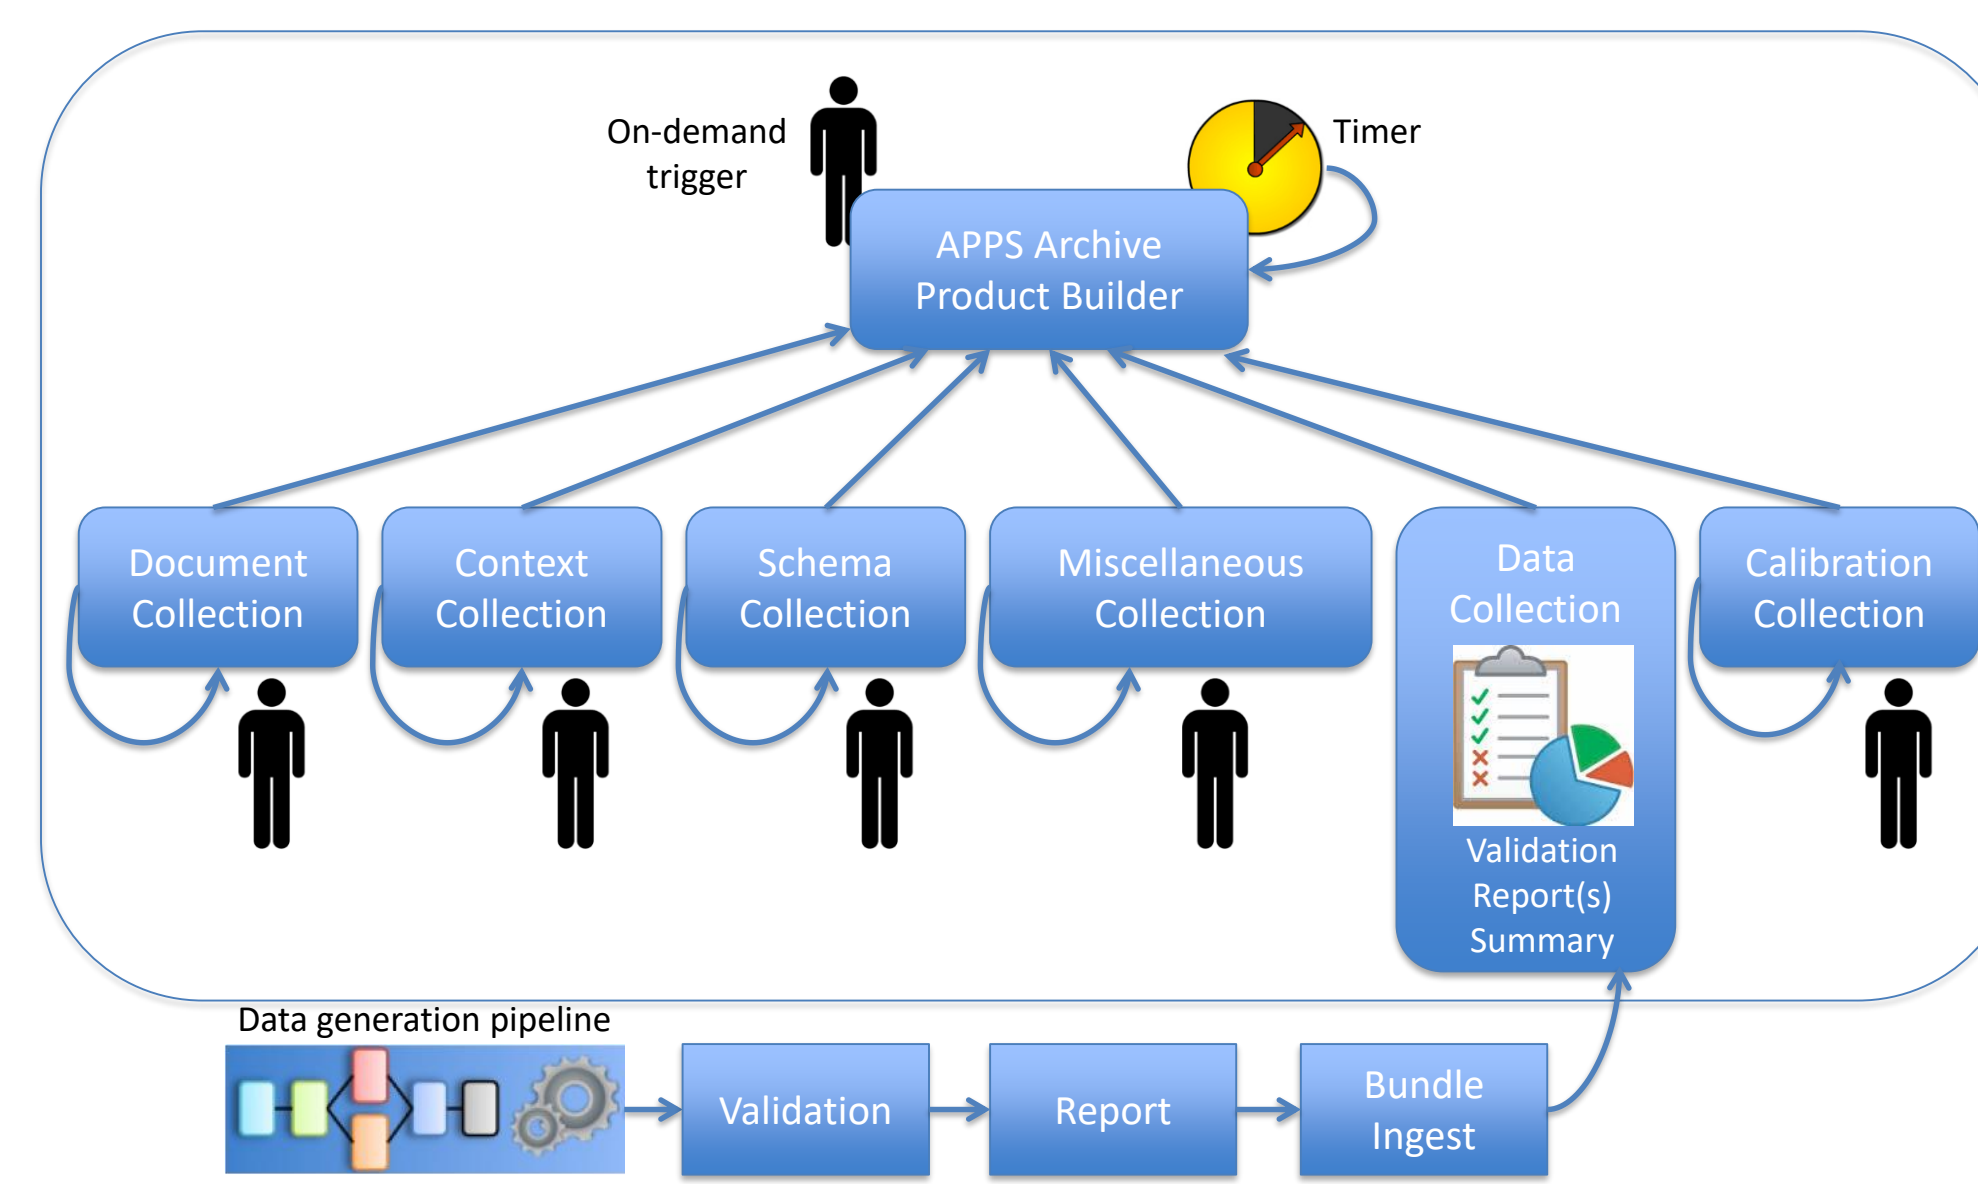 On-demand
trigger
Timer
APPS Archive
Product Builder
Document
Collection
Context
Collection
Schema
Collection
Miscellaneous
Collection
Data
Collection
Validation
Report(s)
Summary
Calibration
Collection
Data generation pipeline
Validation
Report
Bundle
Ingest